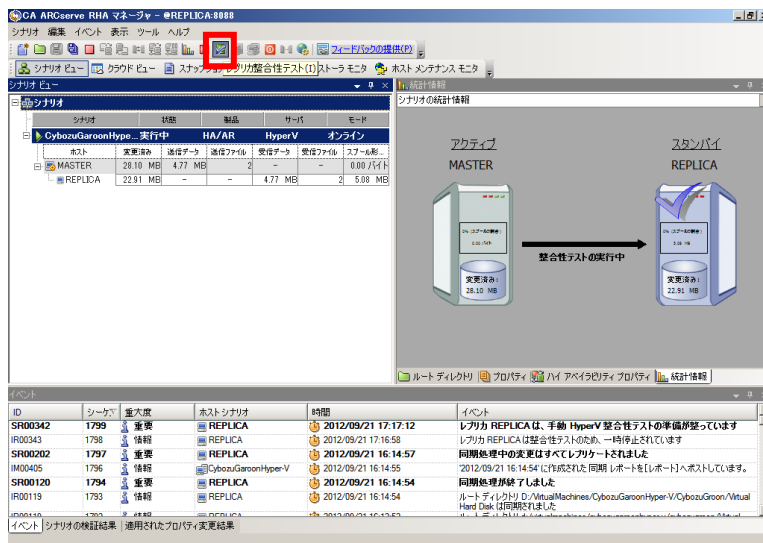 CA ARCserve RHA マネージャ - @REPLICA:8088
シナリオ 編集 イベント 表示 ツール ヘルプ
フィードバックの提供(P)
シナリオ ビュー クラウド ビュー レプリカ整合性テスト(I) ストーラ モニタ ホスト メンテナンス モニタ
シナリオ ビュー
統計情報
シナリオの統計情報
シナリオ
シナリオ 状態 製品 サーバ モード
CybozuGaroonHype... 実行中 HA/AR HyperV オンライン
ホスト 変更済み 送信データ 送信ファイル 受信データ 受信ファイル スプール形...
MASTER 28.10 MB 4.77 MB 2 - - 0.00 バイト
REPLICA 22.91 MB - - 4.77 MB 2 5.08 MB
アクティブ スタンバイ
MASTER REPLICA
0% (スプールの割合) 0% (スプールの割合)
0.00 バイト 5.08 MB
整合性テストの実行中
変更済み: 変更済み:
28.10 MB 22.91 MB
ルート ディレクトリ プロパティ ハイ アベイラビリティ プロパティ 統計情報
イベント
ID シーケ 重大度 ホスト シナリオ 時間 イベント
SR00342 1799 重要 REPLICA 2012/09/21 17:17:12 レプリカ REPLICA は、手動 HyperV 整合性テストの準備が整っています
IR00343 1798 情報 REPLICA 2012/09/21 17:16:58 レプリカ REPLICA は整合性テストのため、一時停止されています
SR00202 1797 重要 REPLICA 2012/09/21 16:14:57 同期処理中の変更はすべてレプリケートされました
IM00405 1796 情報 CybozuGaroonHyper-V 2012/09/21 16:14:55 '2012/09/21 16:14:54' に作成された 同期 レポートを[レポート]へポストしています。
SR00120 1794 重要 REPLICA 2012/09/21 16:14:54 同期処理が終了しました
IR00119 1793 情報 REPLICA 2012/09/21 16:14:54 ルート ディレクトリ D:/VirtualMachines/CybozuGaroonHyper-V/CybozuGroon/Virtual
Hard Disk は同期されました
イベント シナリオの検証結果 適用されたプロパティ変更結果